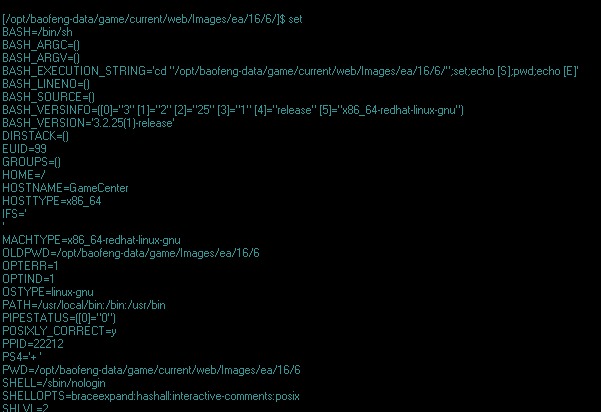 [/opt/baofeng-data/game/current/web/Images/ea/16/6/]$ set
BASH=/bin/sh
BASH_ARGC=()
BASH_ARGV=()
BASH_EXECUTION_STRING='cd "/opt/baofeng-data/game/current/web/Images/ea/16/6/";set;echo [S];pwd;echo [E]'
BASH_LINENO=()
BASH_SOURCE=()
BASH_VERSINFO=([0]="3" [1]="2" [2]="25" [3]="1" [4]="release" [5]="x86_64-redhat-linux-gnu")
BASH_VERSION='3.2.25(1)-release'
DIRSTACK=()
EUID=99
GROUPS=()
HOME=/
HOSTNAME=GameCenter
HOSTTYPE=x86_64
IFS='
'
MACHTYPE=x86_64-redhat-linux-gnu
OLDPWD=/opt/baofeng-data/game/Images/ea/16/6
OPTERR=1
OPTIND=1
OSTYPE=linux-gnu
PATH=/usr/local/bin:/bin:/usr/bin
PIPESTATUS=([0]="0")
POSIXLY_CORRECT=y
PPID=22212
PS4='+ '
PWD=/opt/baofeng-data/game/current/web/Images/ea/16/6
SHELL=/sbin/nologin
SHELLOPTS=braceexpand:hashall:interactive-comments:posix
SHLVL=2